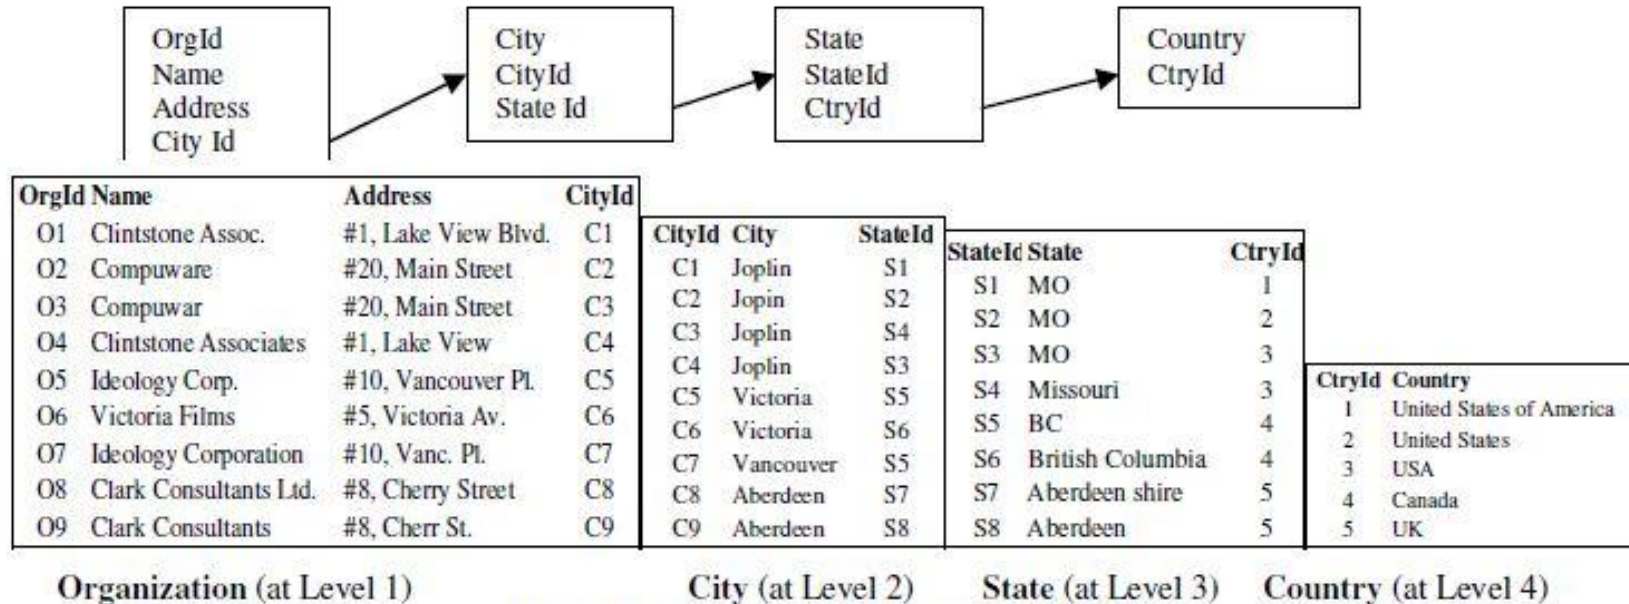 OrgId
Name
Address
City Id
City
CityId
State Id
State
StateId
CtryId
Country
CtryId
OrgId Name Address CityId
O1 Clintstone Assoc. #1, Lake View Blvd. C1
O2 Compuware #20, Main Street C2
O3 Compuwar #20, Main Street C3
O4 Clintstone Associates #1, Lake View C4
O5 Ideology Corp. #10, Vancouver Pl. C5
O6 Victoria Films #5, Victoria Av. C6
O7 Ideology Corporation #10, Vanc. Pl. C7
O8 Clark Consultants Ltd. #8, Cherry Street C8
O9 Clark Consultants #8, Cherr St. C9
CityId City StateId
C1 Joplin S1
C2 Jopin S2
C3 Joplin S4
C4 Joplin S3
C5 Victoria S5
C6 Victoria S6
C7 Vancouver S5
C8 Aberdeen S7
C9 Aberdeen S8
StateId State CtryId
S1 MO 1
S2 MO 2
S3 MO 3
S4 Missouri 3
S5 BC 4
S6 British Columbia 4
S7 Aberdeen shire 5
S8 Aberdeen 5
CtryId Country
1 United States of America
2 United States
3 USA
4 Canada
5 UK
Organization (at Level 1) City (at Level 2) State (at Level 3) Country (at Level 4)